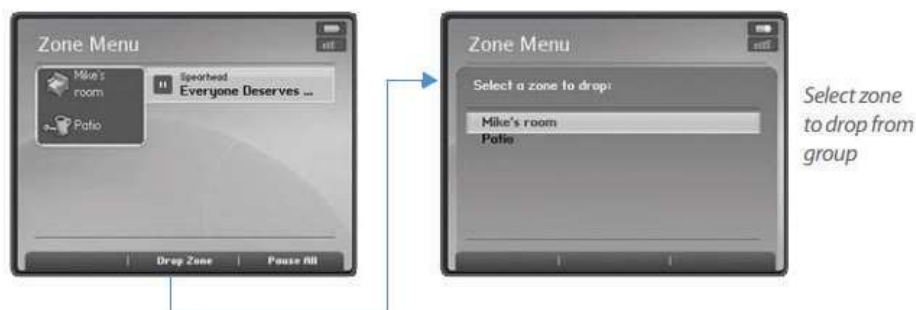 Zone Menu
Mike's
room
Patio
Spearhead
Everyone Deserves ...
Drop Zone | Pause All
Zone Menu
Select a zone to drop:
Mike's room
Patio
Select zone
to drop from
group